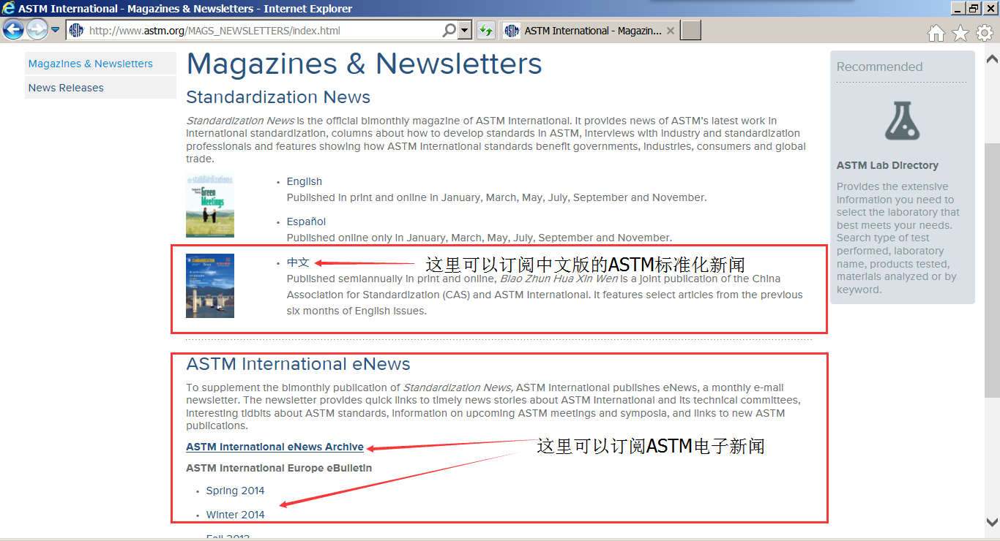 ASTM International - Magazines & Newsletters - Internet Explorer
http://www.astm.org/MAGS_NEWSLETTERS/index.html
ASTM International - Magazin...
Magazines & Newsletters
News Releases
Magazines & Newsletters
Standardization News
Standardization News is the official bimonthly magazine of ASTM International. It provides news of ASTM's latest work in
international standardization, columns about how to develop standards in ASTM, interviews with industry and standardization
professionals and features showing how ASTM International standards benefit governments, industries, consumers and global
trade.
standardization
Green
Meetings
• English
Published in print and online in January, March, May, July, September and November.
• Español
Published online only in January, March, May, July, September and November.
STANDARDIZATION
News
• 中文
这里可以订阅中文版的ASTM标准化新闻
Published semiannually in print and online, Biao Zhun Hua Xin Wen is a joint publication of the China
Association for Standardization (CAS) and ASTM International. It features select articles from the previous
six months of English issues.
ASTM International eNews
To supplement the bimonthly publication of Standardization News, ASTM International publishes eNews, a monthly e-mail
newsletter. The newsletter provides quick links to timely news stories about ASTM International and its technical committees,
interesting tidbits about ASTM standards, information on upcoming ASTM meetings and symposia, and links to new ASTM
publications.
ASTM International eNews Archive
这里可以订阅ASTM电子新闻
ASTM International Europe eBulletin
• Spring 2014
• Winter 2014
Fall 2013
Recommended
ASTM Lab Directory
Provides the extensive
information you need to
select the laboratory that
best meets your needs.
Search type of test
performed, laboratory
name, products tested,
materials analyzed or by
keyword.